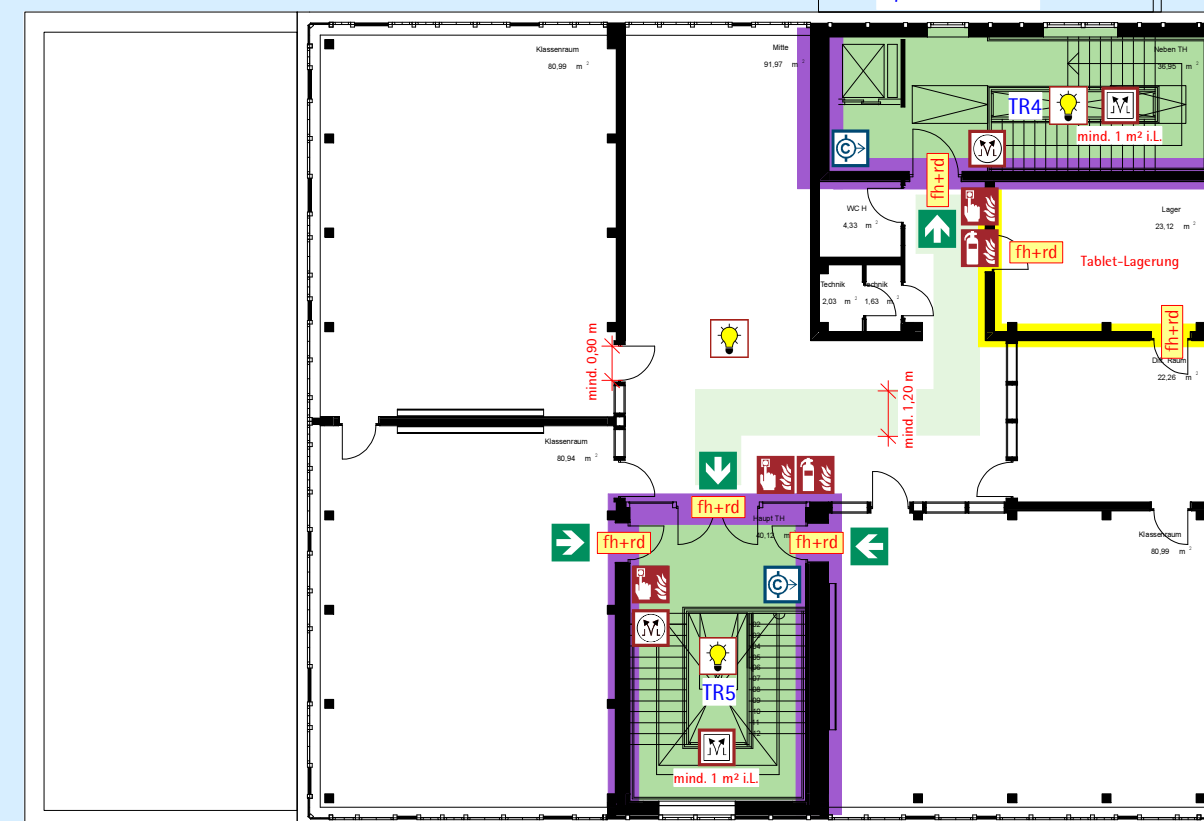 Klassenraum
80,99 m²
Mitte
91,97 m²
Neben TH
36,95 m²
TR4
mind. 1 m² i.L.
fh+rd
WC H
4,33 m²
Lager
23,12 m²
fh+rd
Tablet-Lagerung
Technik
2,03 m²
Technik
1,63 m²
fh+rd
mind. 0,90 m
22,26 m²
mind. 1,20 m
Klassenraum
80,94 m²
fh+rd
Haupt TH
40,12 m
fh+rd
fh+rd
Klassenraum
80,99 m²
TR5
mind. 1 m² i.L.